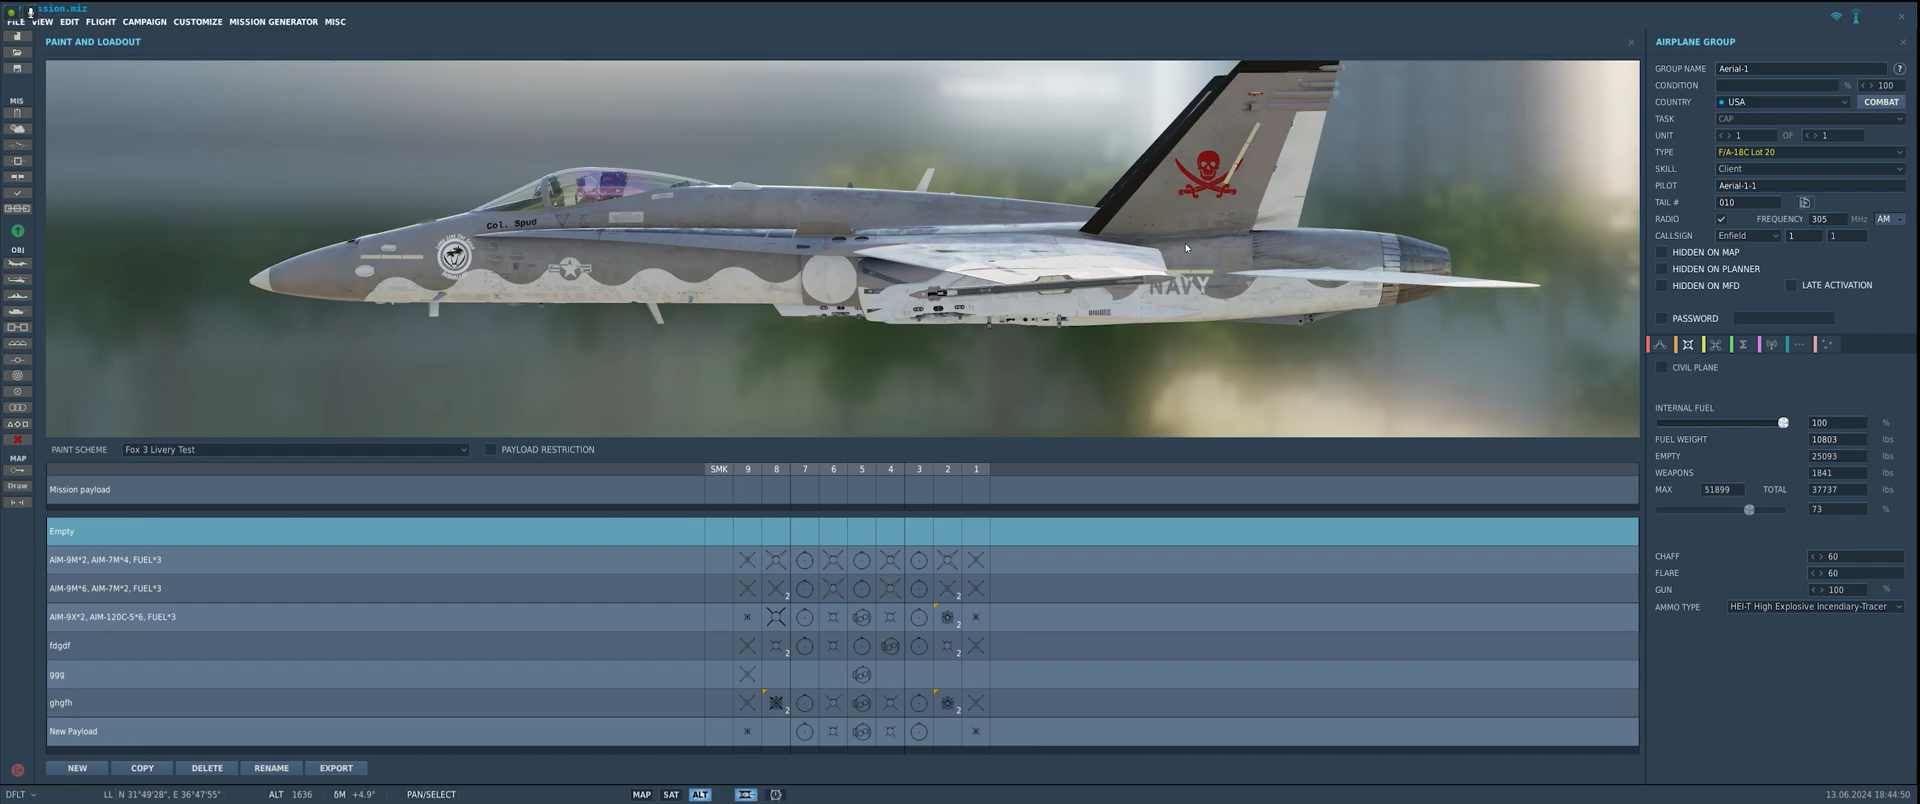 ssion.miz
FILE VIEW EDIT FLIGHT CAMPAIGN CUSTOMIZE MISSION GENERATOR MISC
PAINT AND LOADOUT
Col. Spud
NAVY
PAINT SCHEME Fox 3 Livery Test PAYLOAD RESTRICTION
SMK 9 8 7 6 5 4 3 2 1
Mission payload
Empty
AIM-9M*2, AIM-7M*4, FUEL*3
AIM-9M*6, AIM-7M*2, FUEL*3
2 2
AIM-9X*2, AIM-120C-5*6, FUEL*3
2
fdgdf
2 2
ggg
ghgfh
2 2
New Payload
NEW COPY DELETE RENAME EXPORT
MIS
OBJ
MAP
Draw
AIRPLANE GROUP
GROUP NAME Aerial-1 ?
CONDITION % < > 100
COUNTRY USA COMBAT
TASK CAP
UNIT < > 1 OF < > 1
TYPE F/A-18C Lot 20
SKILL Client
PILOT Aerial-1-1
TAIL # 010
RADIO FREQUENCY 305 MHz AM
CALLSIGN Enfield 1 1
HIDDEN ON MAP
HIDDEN ON PLANNER
HIDDEN ON MFD LATE ACTIVATION
PASSWORD
CIVIL PLANE
INTERNAL FUEL
100 %
FUEL WEIGHT 10803 lbs
EMPTY 25093 lbs
WEAPONS 1841 lbs
MAX 51899 TOTAL 37737 lbs
73 %
CHAFF < > 60
FLARE < > 60
GUN < > 100 %
AMMO TYPE HEI-T High Explosive Incendiary-Tracer
DFLT LL N 31°49'28", E 36°47'55" ALT 1636 δM +4.9° PAN/SELECT MAP SAT ALT 13.06.2024 18:44:50